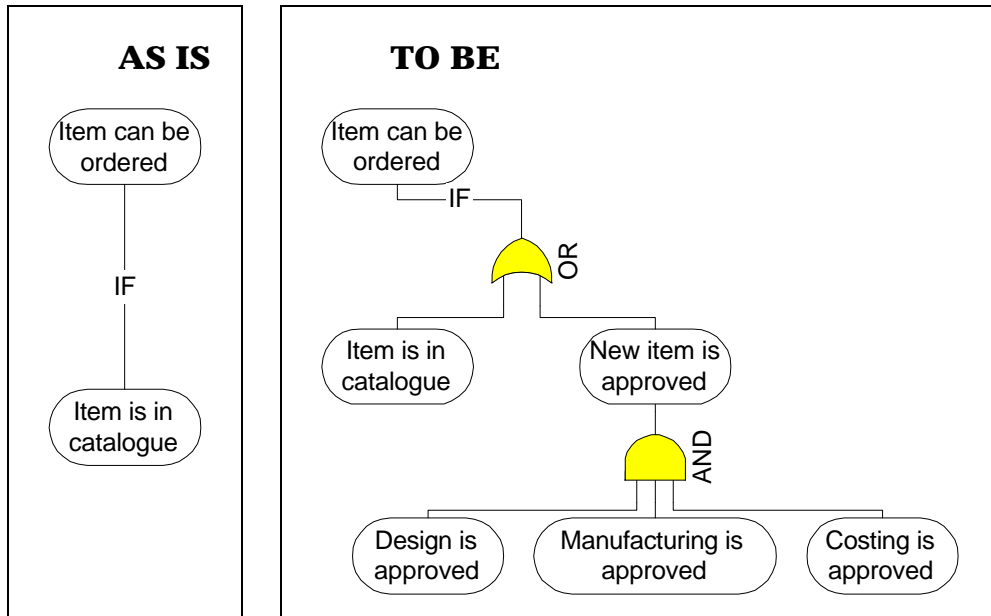 AS IS
Item can be
ordered
IF
Item is in
catalogue
TO BE
Item can be
ordered
IF
OR
Item is in
catalogue
New item is
approved
AND
Design is
approved
Manufacturing is
approved
Costing is
approved